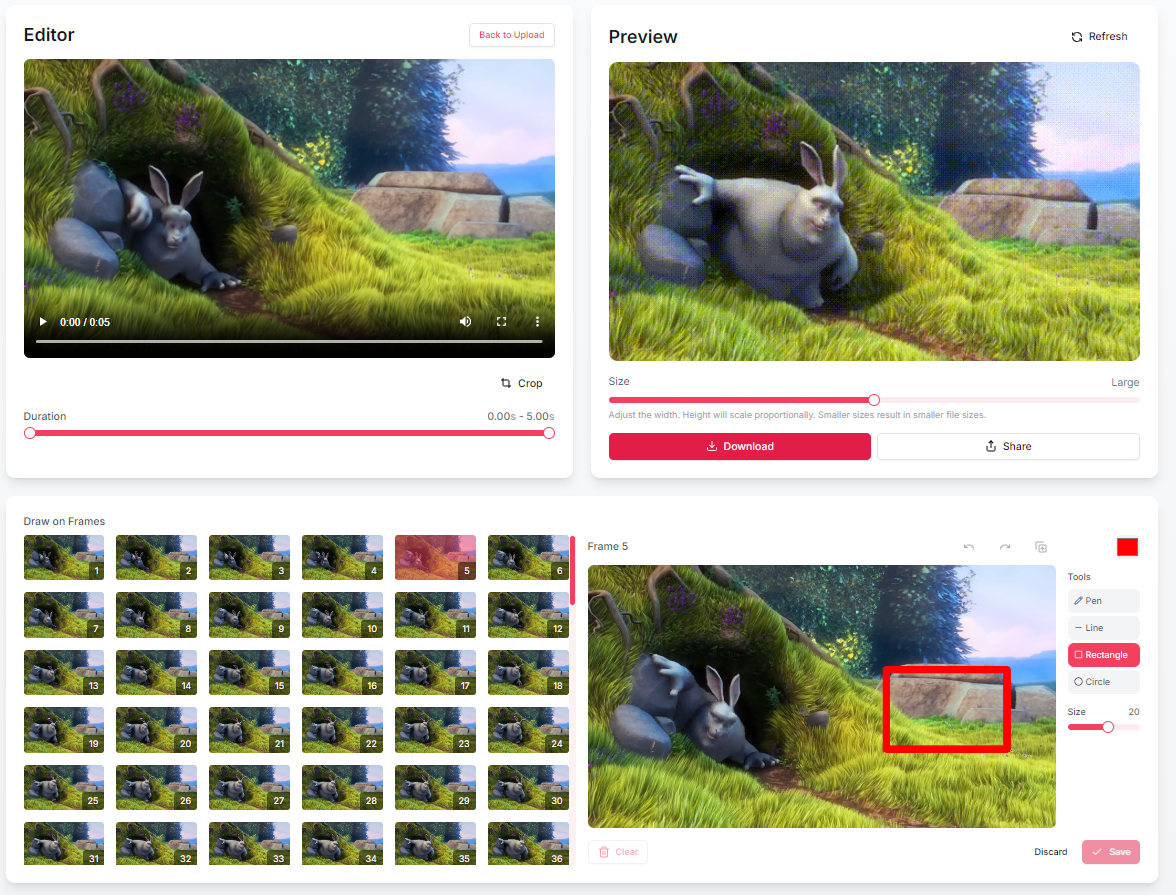 Editor
Back to Upload
0:00 / 0:05
Crop
Duration
0.00s - 5.00s
Preview
Refresh
Size
Large
Adjust the width. Height will scale proportionally. Smaller sizes result in smaller file sizes.
Download
Share
Draw on Frames
1 2 3 4 5 6
7 8 9 10 11 12
13 14 15 16 17 18
19 20 21 22 23 24
25 26 27 28 29 30
31 32 33 34 35 36
Frame 5
Tools
Pen
Line
Rectangle
Circle
Size 20
Clear
Discard
Save